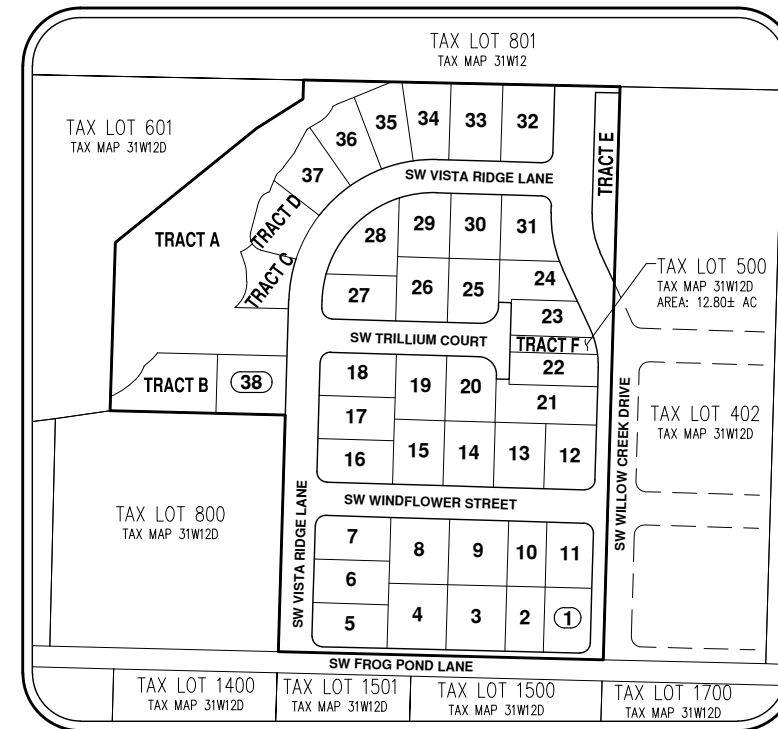 TAX LOT 801
TAX MAP 31W12
TAX LOT 601
TAX MAP 31W12D
37
36
35
34
33
32
TRACT E
SW VISTA RIDGE LANE
TRACT A
TRACT D
TRACT C
28
29
30
31
27
26
25
24
23
TAX LOT 500
TAX MAP 31W12D
AREA: 12.80± AC
SW TRILLIUM COURT
TRACT F
22
21
TRACT B
38
18
19
20
17
16
15
14
13
12
TAX LOT 402
TAX MAP 31W12D
SW WILLOW CREEK DRIVE
TAX LOT 800
TAX MAP 31W12D
SW VISTA RIDGE LANE
SW WINDFLOWER STREET
7
8
9
10
11
6
5
4
3
2
1
SW FROG POND LANE
TAX LOT 1400
TAX MAP 31W12D
TAX LOT 1501
TAX MAP 31W12D
TAX LOT 1500
TAX MAP 31W12D
TAX LOT 1700
TAX MAP 31W12D